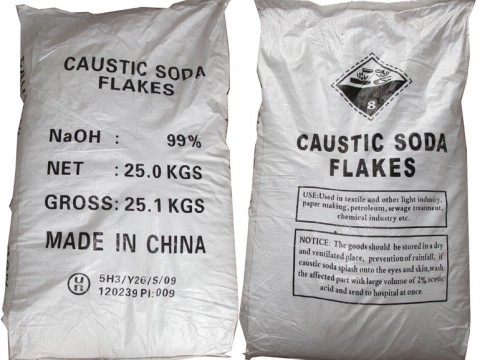 CAUSTIC SODA
FLAKES
NaOH : 99%
NET : 25.0 KGS
GROSS: 25.1 KGS
MADE IN CHINA
UN
5H3/Y26/S/09
120239 PI:009
8
CAUSTIC SODA
FLAKES
USE:Used in textile and other light industy,
paper making, petroleum, sewage treatment,
chemical industry etc.
NOTICE: The goods should be stored in a dry
and ventilated place, prevention of rainfall, if
caustic soda splash onto the eyes and skin,wash
the affected part with large volume of 2% acetic
acid and send to hospital at once.